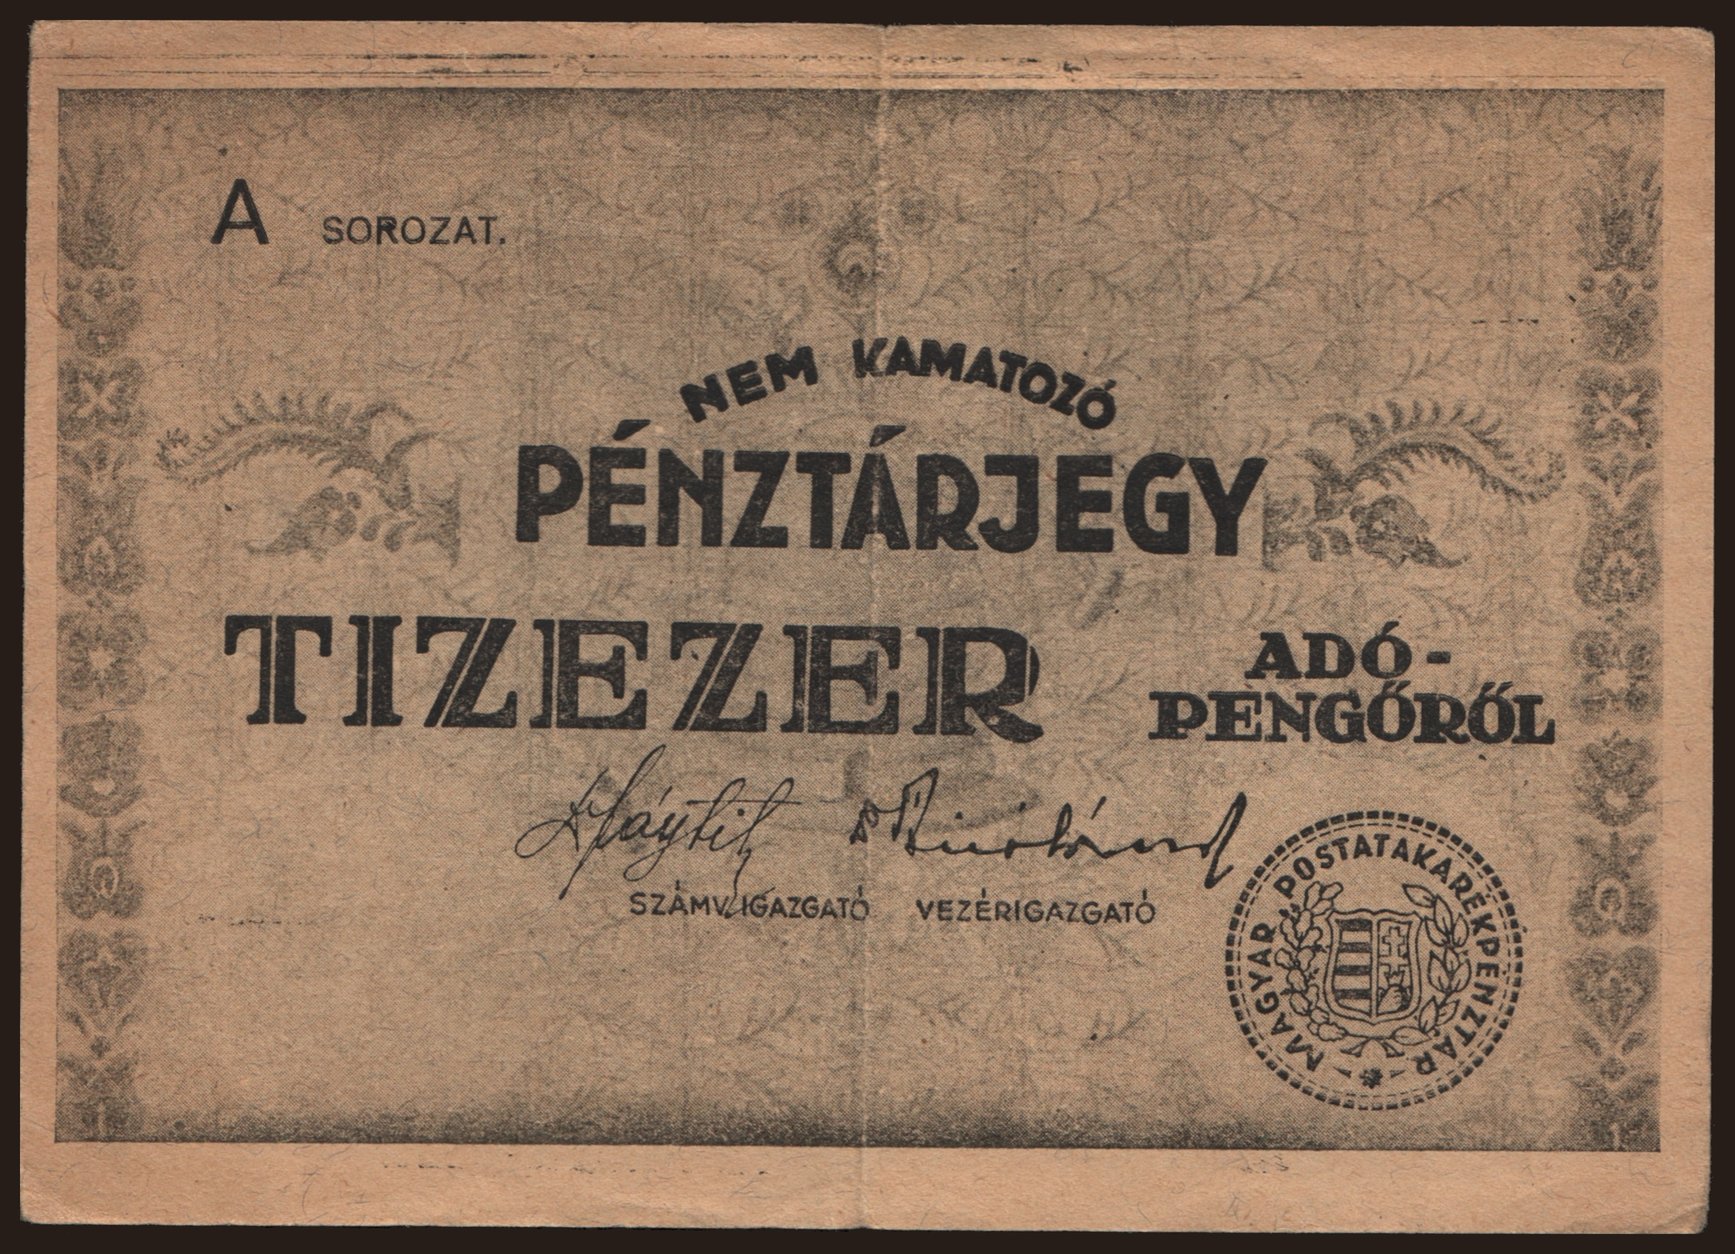 A SOROZAT.
NEM KAMATOZÓ
PÉNZTÁRJEGY
TIZEZER
ADÓ-
PENGŐRŐL
SZÁMV. IGAZGATÓ VEZÉRIGAZGATÓ
MAGYAR POSTATAKARÉKPÉNZTÁR